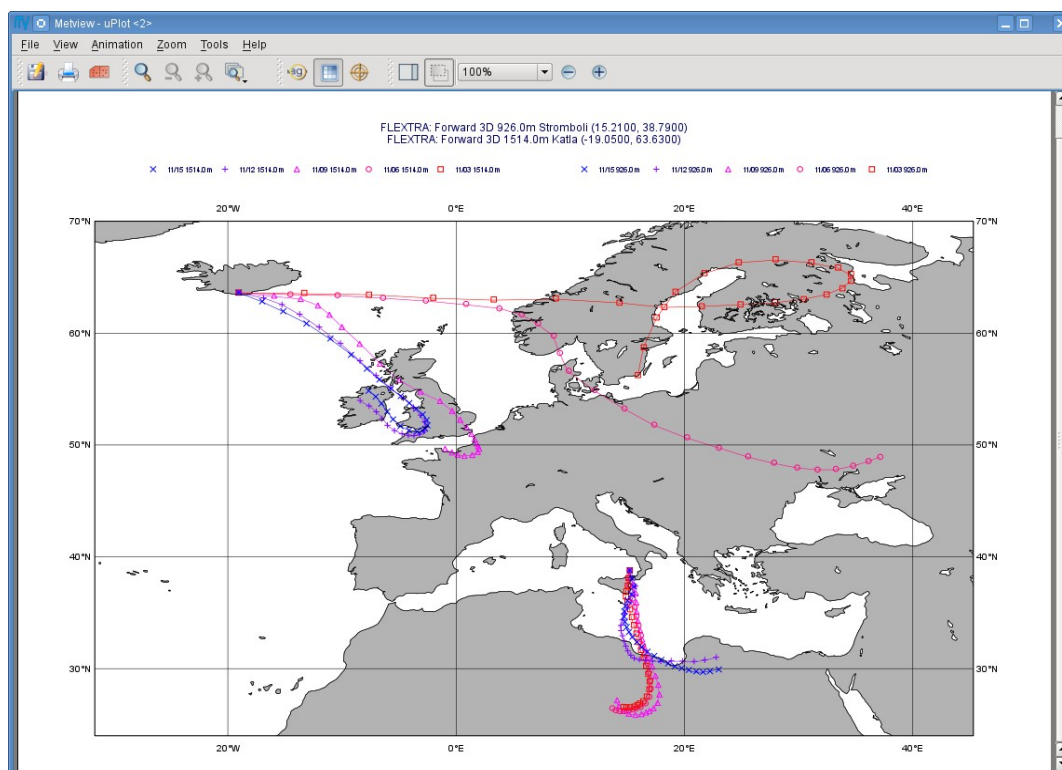 Metview - uPlot <2>
File View Animation Zoom Tools Help
100%
FLEXTRA: Forward 3D 926.0m Stromboli (15.2100, 38.7900)
FLEXTRA: Forward 3D 1514.0m Katla (-19.0500, 63.6300)
11/15 1514.0m 11/12 1514.0m 11/09 1514.0m 11/06 1514.0m 11/03 1514.0m 11/15 926.0m 11/12 926.0m 11/09 926.0m 11/06 926.0m 11/03 926.0m
20°W 0°E 20°E 40°E
70°N 70°N
60°N 60°N
50°N 50°N
40°N 40°N
30°N 30°N
20°W 0°E 20°E 40°E